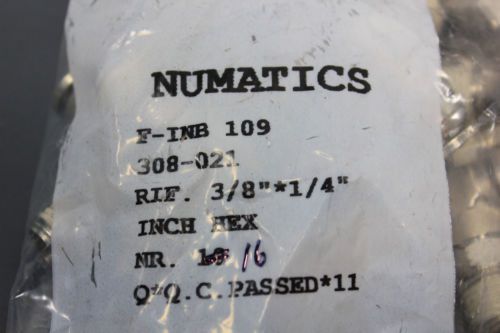 NUMATICS
F-INB 109
308-021
RIF. 3/8"*1/4"
INCH HEX
NR. 16
Q*Q.C.PASSED*11